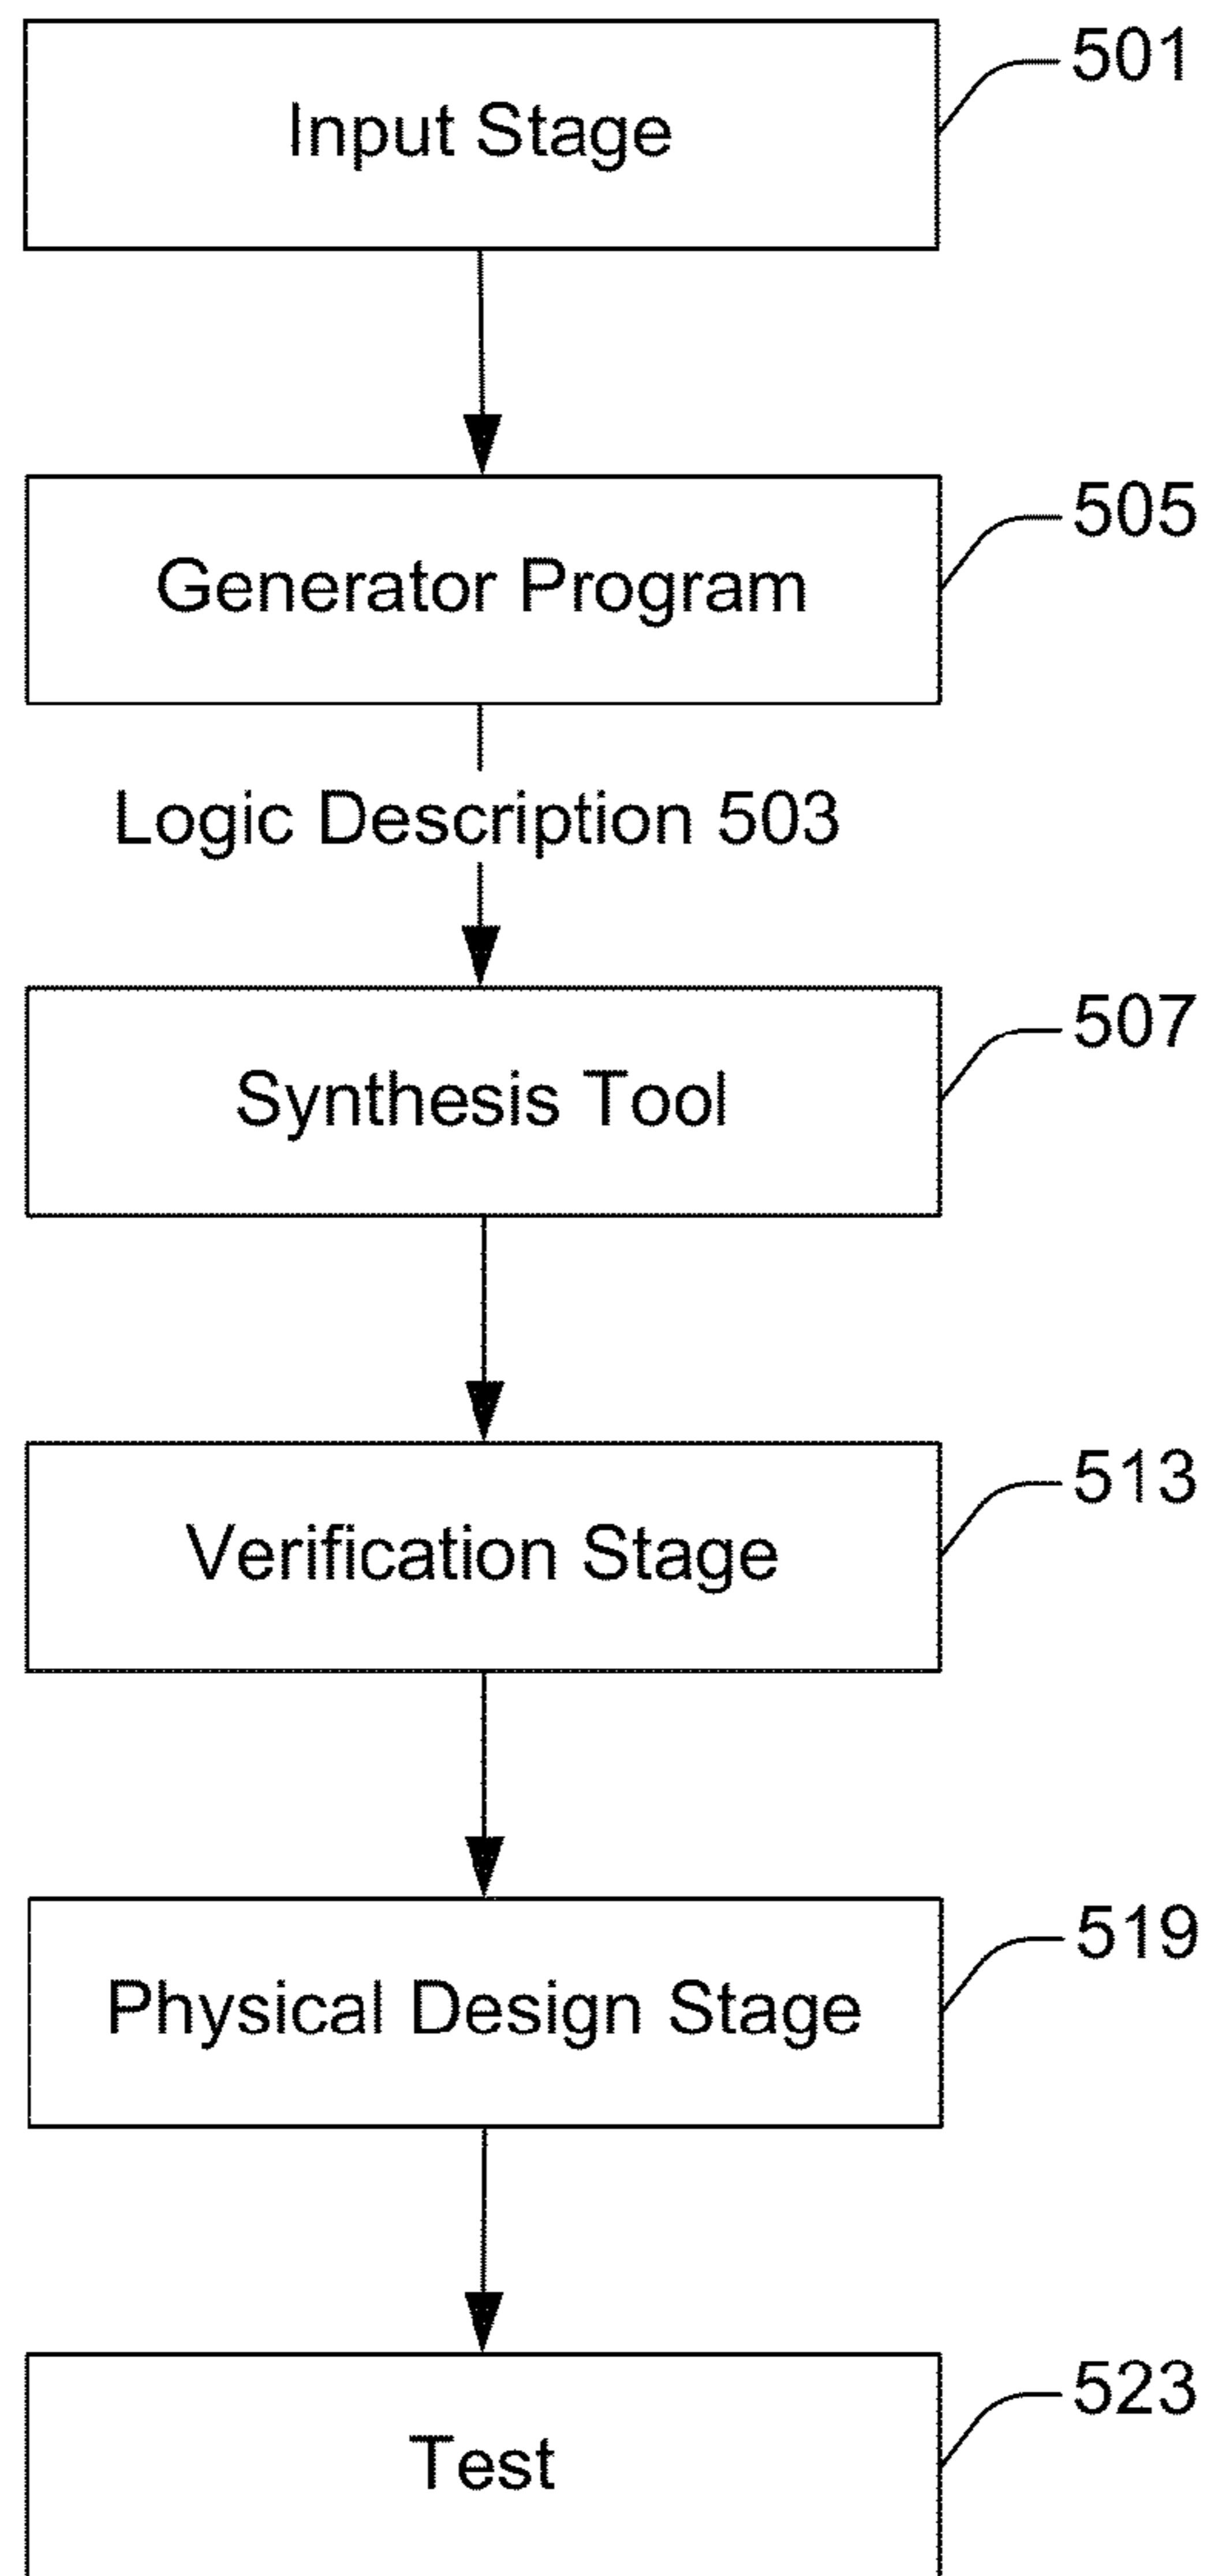 Input Stage
501
Generator Program
505
Logic Description 503
Synthesis Tool
507
Verification Stage
513
Physical Design Stage
519
Test
523